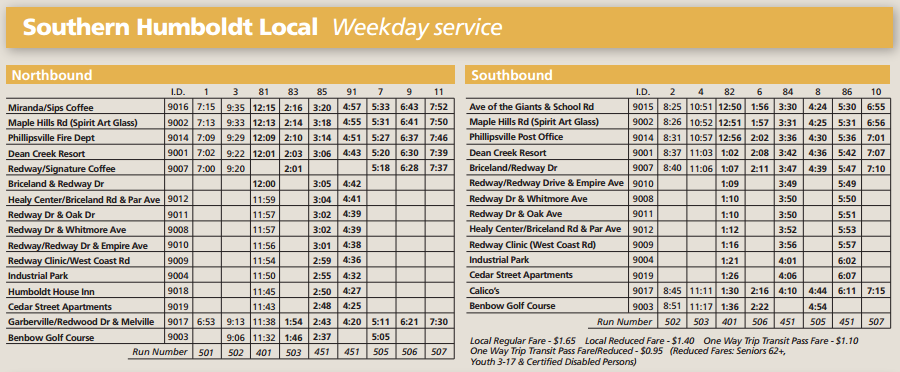 Southern Humboldt Local Weekday service
Northbound
I.D. 1 3 81 83 85 91 7 9 11
Miranda/Sips Coffee 9016 7:15 9:35 12:15 2:16 3:20 4:57 5:33 6:43 7:52
Maple Hills Rd (Spirit Art Glass) 9002 7:13 9:33 12:13 2:14 3:18 4:55 5:31 6:41 7:50
Phillipsville Fire Dept 9014 7:09 9:29 12:09 2:10 3:14 4:51 5:27 6:37 7:46
Dean Creek Resort 9001 7:02 9:22 12:01 2:03 3:06 4:43 5:20 6:30 7:39
Redway/Signature Coffee 9007 7:00 9:20 2:01 5:18 6:28 7:37
Briceland & Redway Dr 12:00 3:05 4:42
Healy Center/Briceland Rd & Par Ave 9012 11:59 3:04 4:41
Redway Dr & Oak Dr 9011 11:57 3:02 4:39
Redway Dr & Whitmore Ave 9008 11:57 3:02 4:39
Redway/Redway Dr & Empire Ave 9010 11:56 3:01 4:38
Redway Clinic/West Coast Rd 9009 11:54 2:59 4:36
Industrial Park 9004 11:50 2:55 4:32
Humboldt House Inn 11:45 2:50 4:27
Cedar Street Apartments 9019 11:43 2:48 4:25
Garberville/Redwood Dr & Melville 9017 6:53 9:13 11:38 1:54 2:43 4:20 5:11 6:21 7:30
Benbow Golf Course 9003 9:06 11:32 1:46 2:37 5:05
Run Number 501 502 401 503 451 451 505 506 507
Southbound
I.D. 2 4 82 6 84 8 86 10
Ave of the Giants & School Rd 9015 8:25 10:51 12:50 1:56 3:30 4:24 5:30 6:55
Maple Hills Rd (Spirit Art Glass) 9002 8:26 10:52 12:51 1:57 3:31 4:25 5:31 6:56
Phillipsville Post Office 9014 8:31 10:57 12:56 2:02 3:36 4:30 5:36 7:01
Dean Creek Resort 9001 8:37 11:03 1:02 2:08 3:42 4:36 5:42 7:07
Briceland/Redway Dr 9007 8:40 11:06 1:07 2:11 3:47 4:39 5:47 7:10
Redway/Redway Drive & Empire Ave 9010 1:09 3:49 5:49
Redway Dr & Whitmore Ave 9008 1:10 3:50 5:50
Redway Dr & Oak Ave 9011 1:10 3:50 5:51
Healy Center/Briceland Rd & Par Ave 9012 1:12 3:52 5:53
Redway Clinic (West Coast Rd) 9009 1:16 3:56 5:57
Industrial Park 9004 1:21 4:01 6:02
Cedar Street Apartments 9019 1:26 4:06 6:07
Calico's 9017 8:45 11:11 1:30 2:16 4:10 4:44 6:11 7:15
Benbow Golf Course 9003 8:51 11:17 1:36 2:22 4:54
Run Number 502 503 401 506 451 501 451 507
Local Regular Fare - $1.65 Local Reduced Fare - $1.40 One Way Trip Transit Pass Fare - $1.10
One Way Trip Transit Pass Fare/Reduced - $0.95 (Reduced Fares: Seniors 62+,
Youth 3-17 & Certified Disabled Persons)